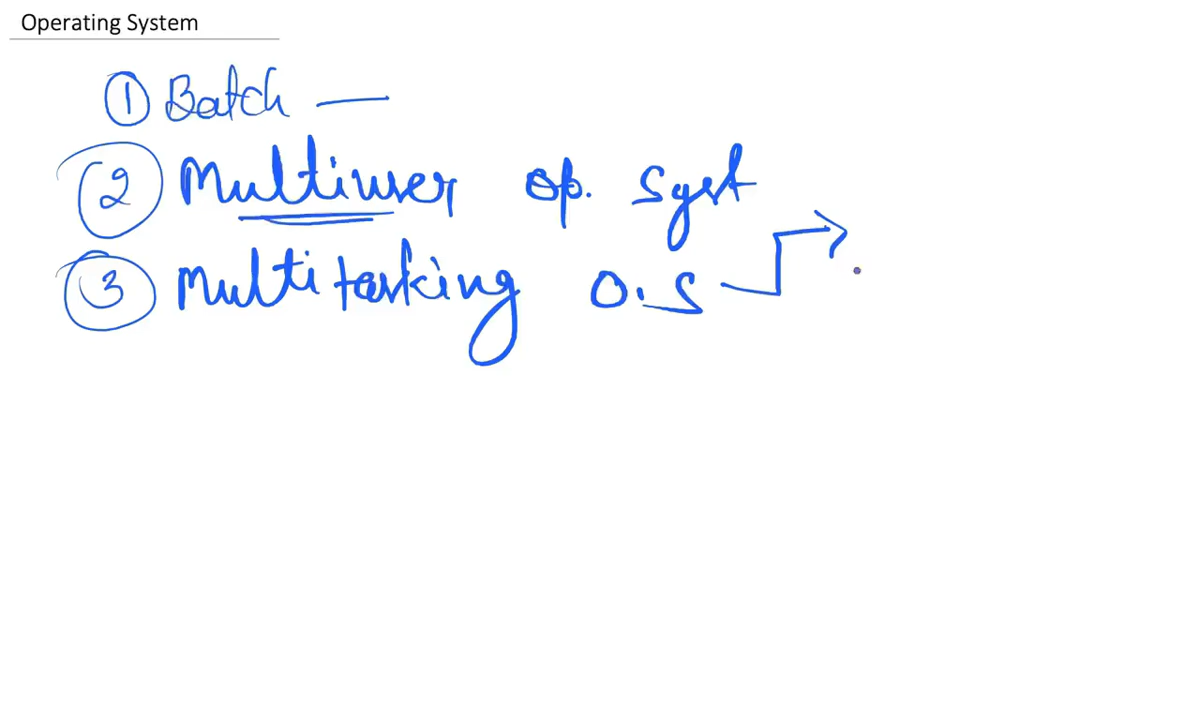 Operating System
① Batch —
② Multiuser op. Syst
③ Multitasking O.S →